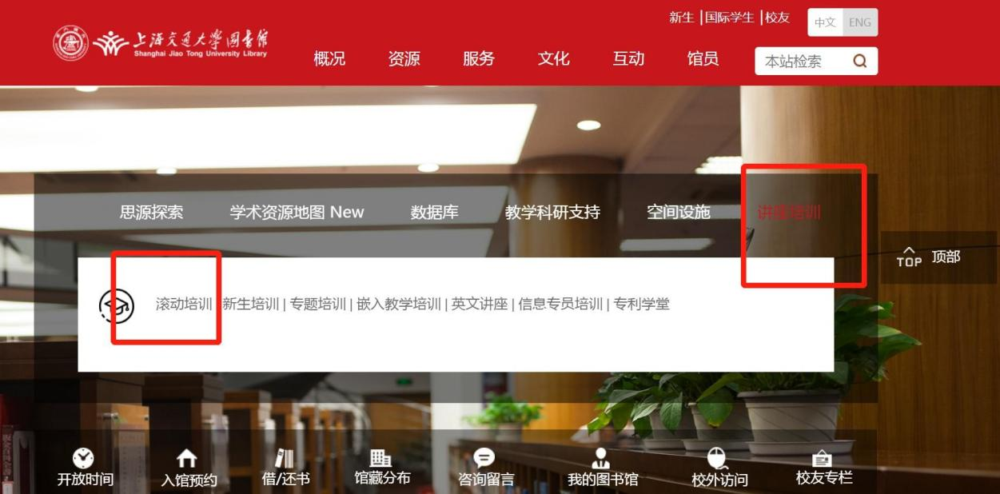 新生 | 国际学生 | 校友
中文 ENG
上海交通大学图书馆
Shanghai Jiao Tong University Library
概况 资源 服务 文化 互动 馆员
本站检索
思源探索 学术资源地图 New 数据库 教学科研支持 空间设施 讲座培训
TOP 顶部
滚动培训 新生培训 | 专题培训 | 嵌入教学培训 | 英文讲座 | 信息专员培训 | 专利学堂
开放时间 入馆预约 借/还书 馆藏分布 咨询留言 我的图书馆 校外访问 校友专栏